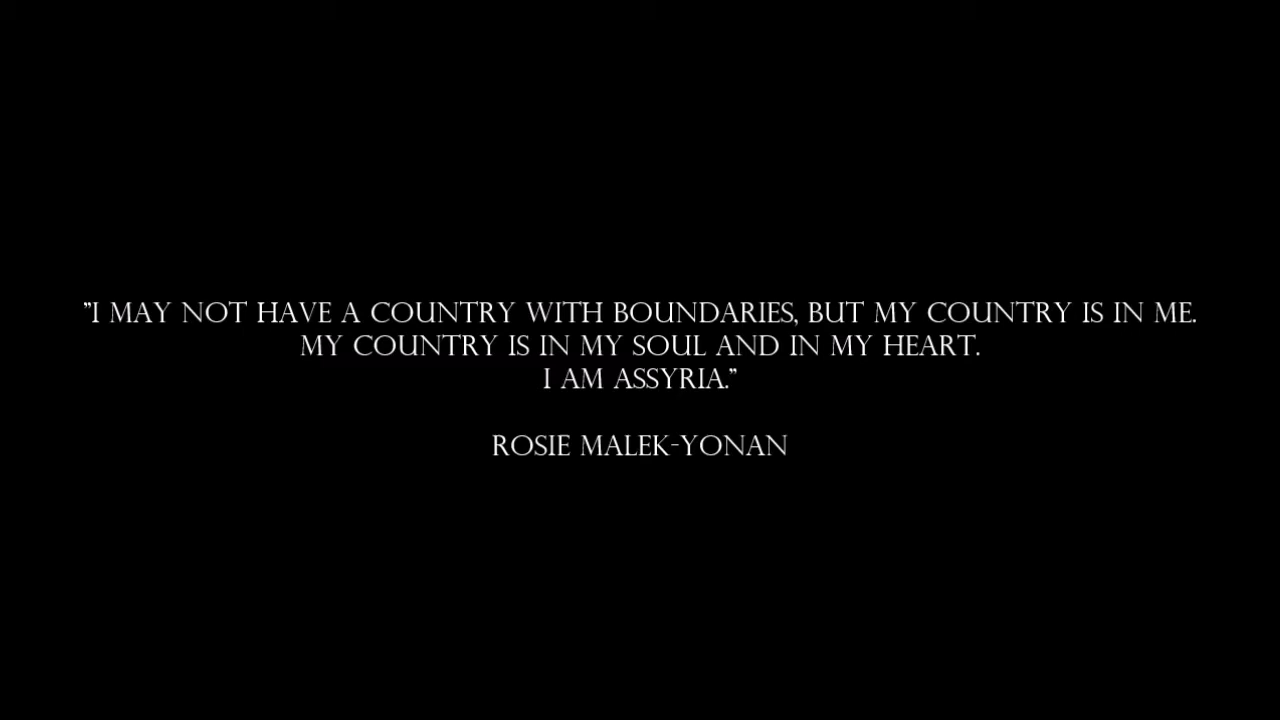 "I MAY NOT HAVE A COUNTRY WITH BOUNDARIES, BUT MY COUNTRY IS IN ME.
MY COUNTRY IS IN MY SOUL AND IN MY HEART.
I AM ASSYRIA."
ROSIE MALEK-YONAN